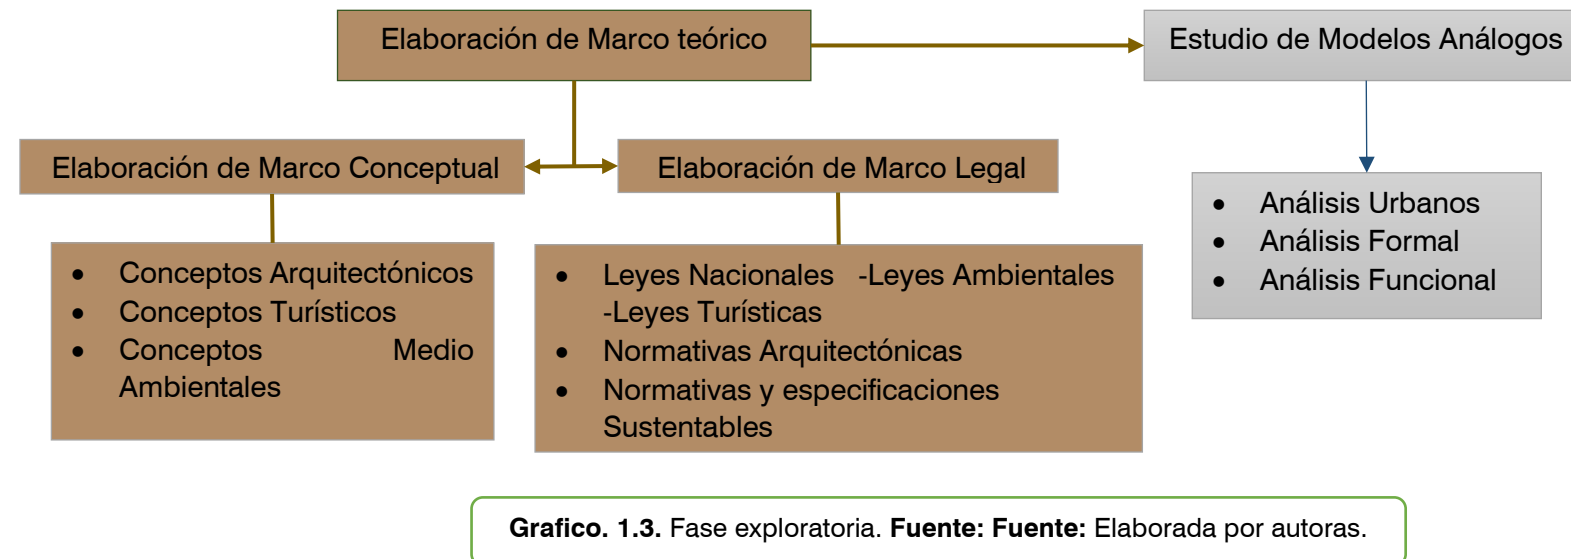 Elaboración de Marco teórico
Estudio de Modelos Análogos
Elaboración de Marco Conceptual
Elaboración de Marco Legal
• Conceptos Arquitectónicos
• Conceptos Turísticos
• Conceptos Medio
Ambientales
• Leyes Nacionales -Leyes Ambientales
-Leyes Turísticas
• Normativas Arquitectónicas
• Normativas y especificaciones
Sustentables
• Análisis Urbanos
• Análisis Formal
• Análisis Funcional
Grafico. 1.3. Fase exploratoria. Fuente: Fuente: Elaborada por autoras.